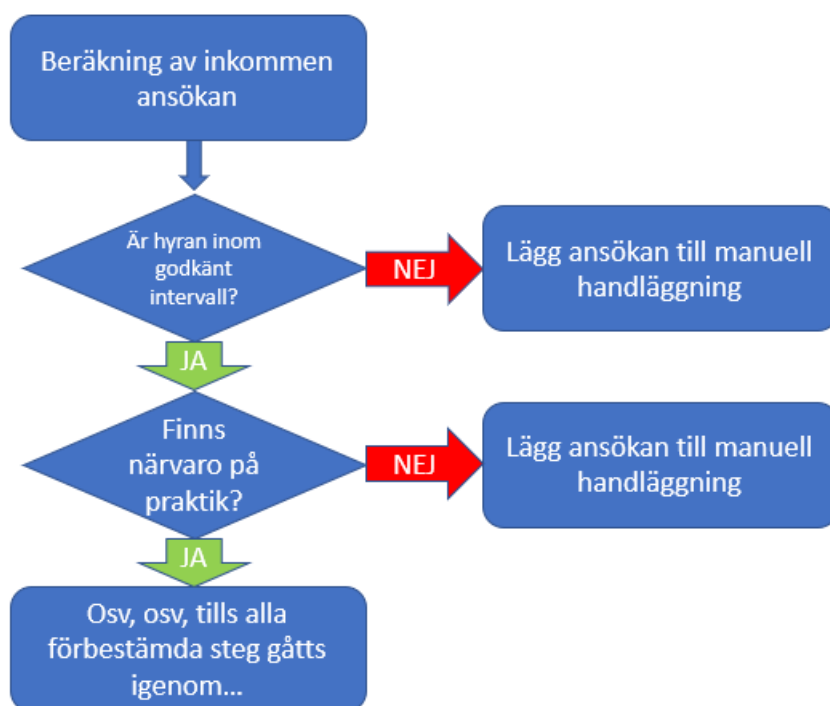 Beräkning av inkommen
ansökan
Är hyran inom
godkänt
intervall?
NEJ
Lägg ansökan till manuell
handläggning
JA
Finns
närvaro på
praktik?
NEJ
Lägg ansökan till manuell
handläggning
JA
Osv, osv, tills alla
förbestämda steg gåtts
igenom...